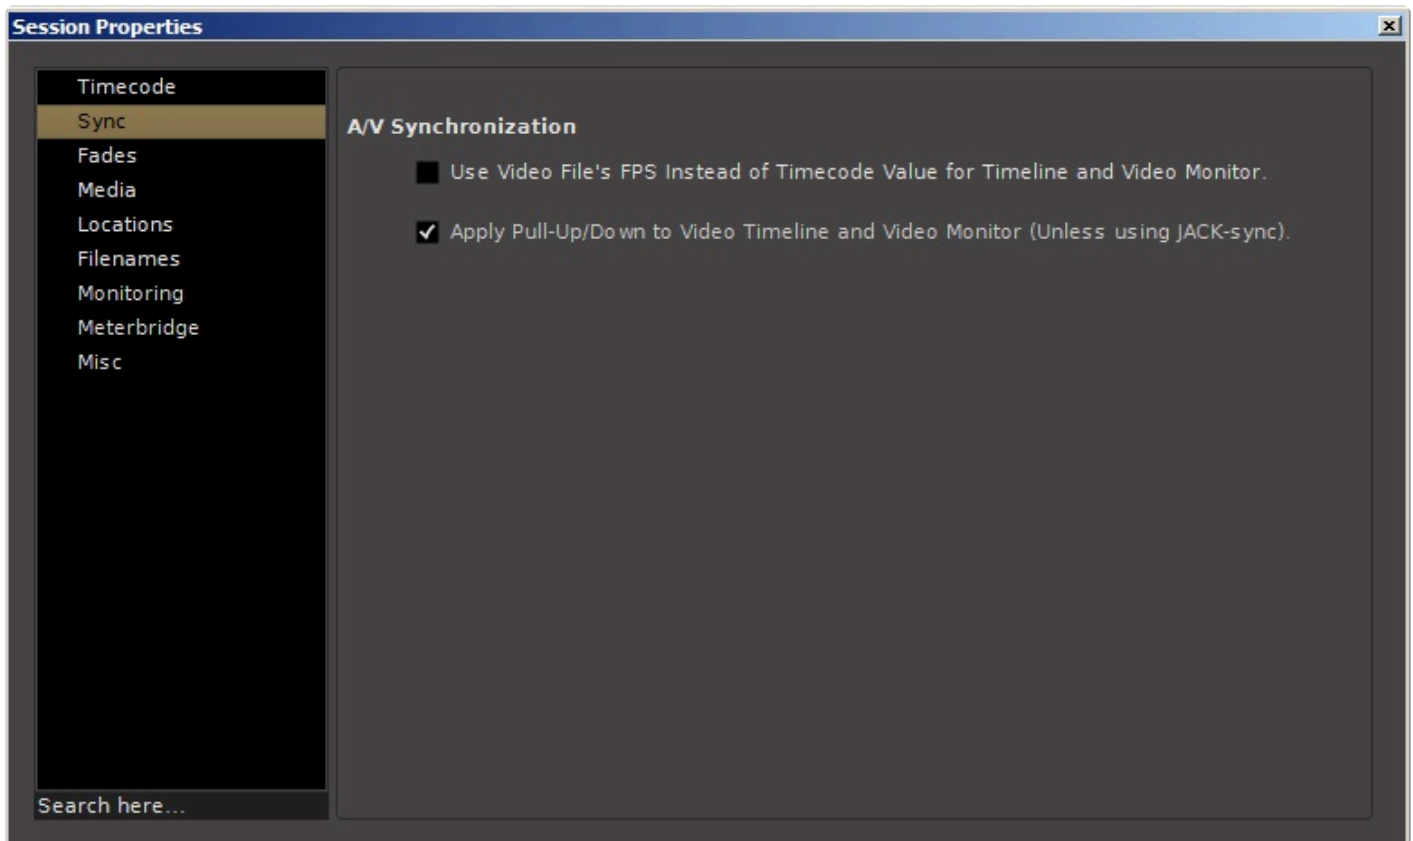 Session Properties
Timecode
Sync
Fades
Media
Locations
Filenames
Monitoring
Meterbridge
Misc
Search here...
A/V Synchronization
Use Video File's FPS Instead of Timecode Value for Timeline and Video Monitor.
Apply Pull-Up/Down to Video Timeline and Video Monitor (Unless using JACK-sync).